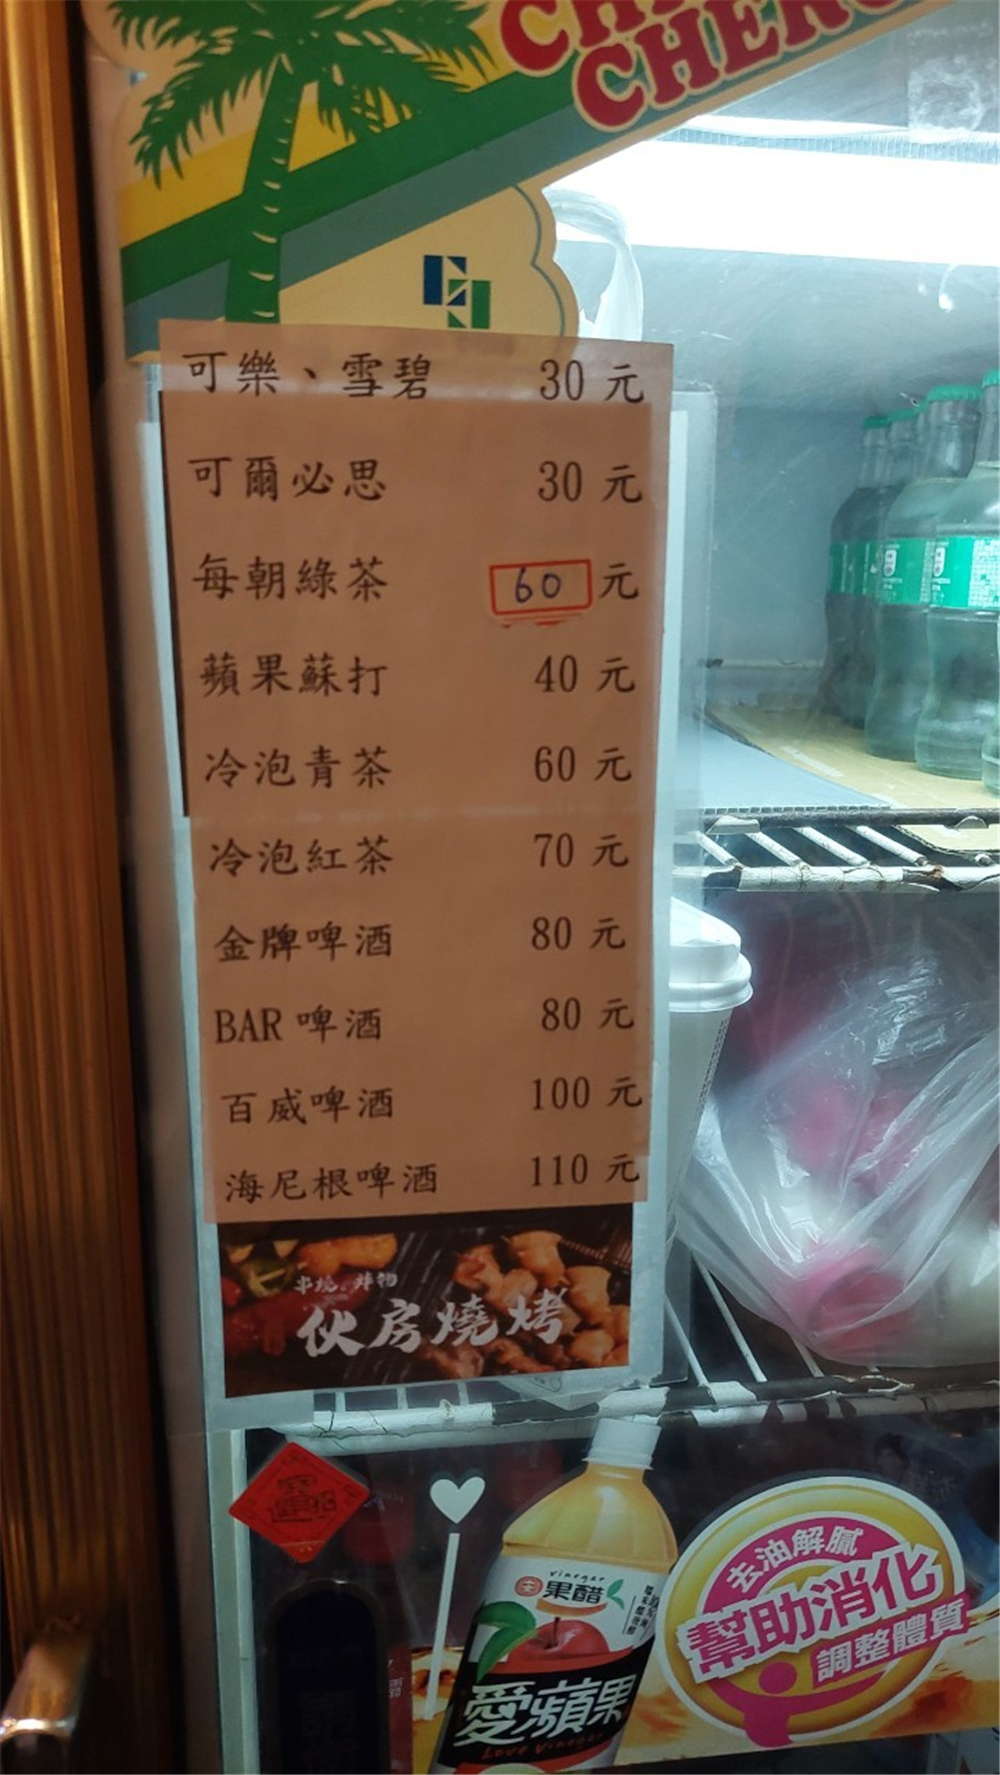 CHERNG
可樂、雪碧 30 元
可爾必思 30 元
每朝綠茶 60 元
蘋果蘇打 40 元
冷泡青茶 60 元
冷泡紅茶 70 元
金牌啤酒 80 元
BAR 啤酒 80 元
百威啤酒 100 元
海尼根啤酒 110 元
串燒。炸物
伙房燒烤
vinegar
果醋
愛蘋果
Love Vinegar
去油解膩
幫助消化
調整體質